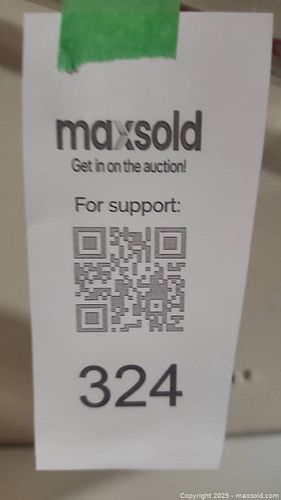 maxsold
Get in on the auction!
For support:
324
Copyright 2025 - maxsold.com